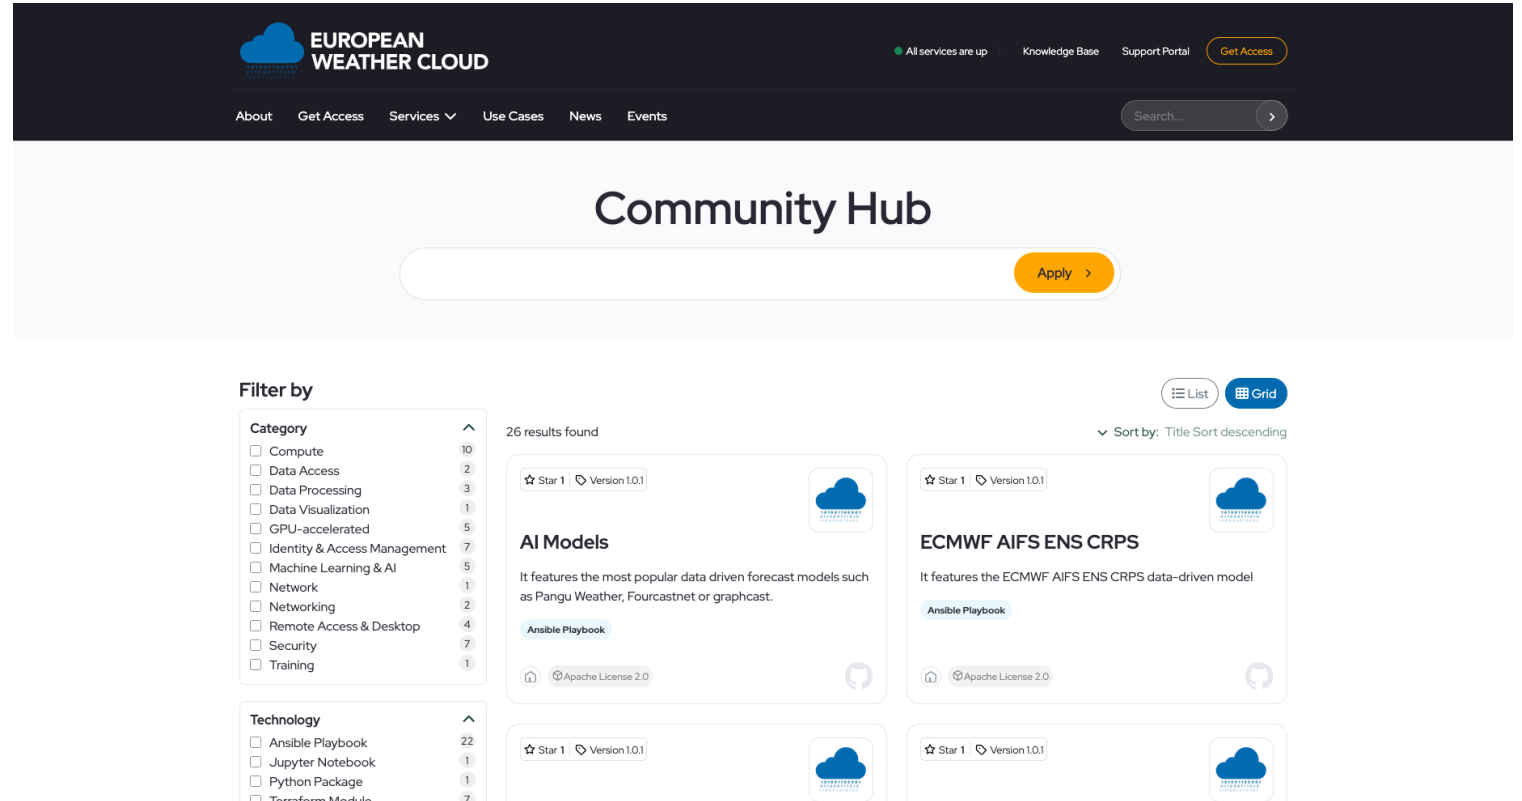 EUROPEAN
WEATHER CLOUD
All services are up
Knowledge Base
Support Portal
Get Access
About
Get Access
Services
Use Cases
News
Events
Search...
Community Hub
Apply
Filter by
List
Grid
Category
Compute 10
Data Access 2
Data Processing 3
Data Visualization 1
GPU-accelerated 5
Identity & Access Management 7
Machine Learning & AI 5
Network 1
Networking 2
Remote Access & Desktop 4
Security 7
Training 1
Technology
Ansible Playbook 22
Jupyter Notebook 1
Python Package 1
Terraform Module 7
26 results found
Sort by: Title Sort descending
Star 1 Version 1.0.1
AI Models
It features the most popular data driven forecast models such
as Pangu Weather, Fourcastnet or graphcast.
Ansible Playbook
Apache License 2.0
Star 1 Version 1.0.1
ECMWF AIFS ENS CRPS
It features the ECMWF AIFS ENS CRPS data-driven model
Ansible Playbook
Apache License 2.0
Star 1 Version 1.0.1
Star 1 Version 1.0.1